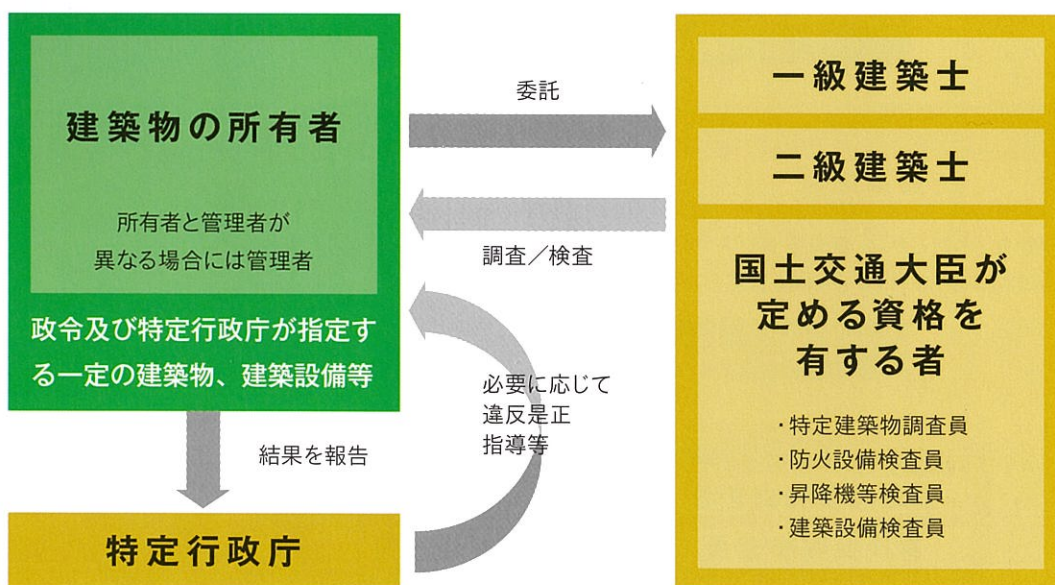 建築物の所有者
所有者と管理者が
異なる場合には管理者
政令及び特定行政庁が指定す
る一定の建築物、建築設備等
委託
調査／検査
一級建築士
二級建築士
国土交通大臣が
定める資格を
有する者
・特定建築物調査員
・防火設備検査員
・昇降機等検査員
・建築設備検査員
結果を報告
必要に応じて
違反是正
指導等
特定行政庁